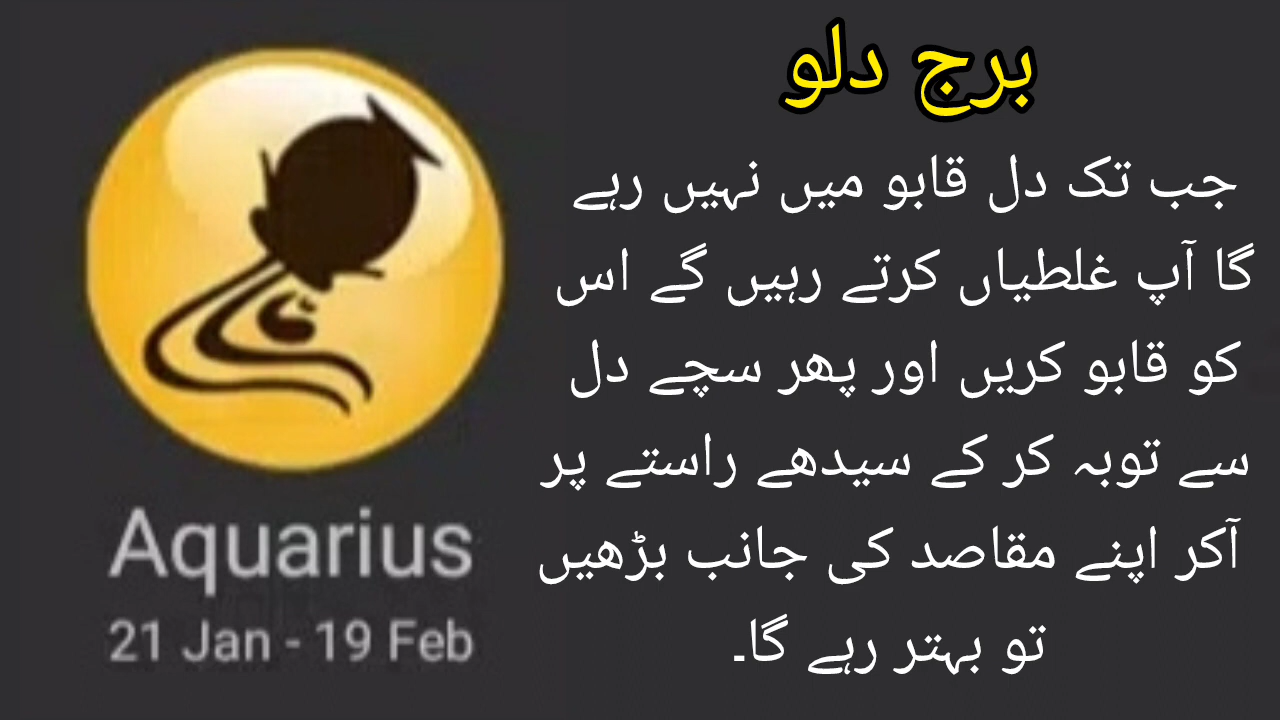 برج دلو
جب تک دل قابو میں نہیں رہے
گا آپ غلطیاں کرتے رہیں گے اس
کو قابو کریں اور پھر سچے دل
سے توبہ کر کے سیدھے راستے پر
آکر اپنے مقاصد کی جانب بڑھیں
تو بہتر رہے گا۔
Aquarius
21 Jan - 19 Feb